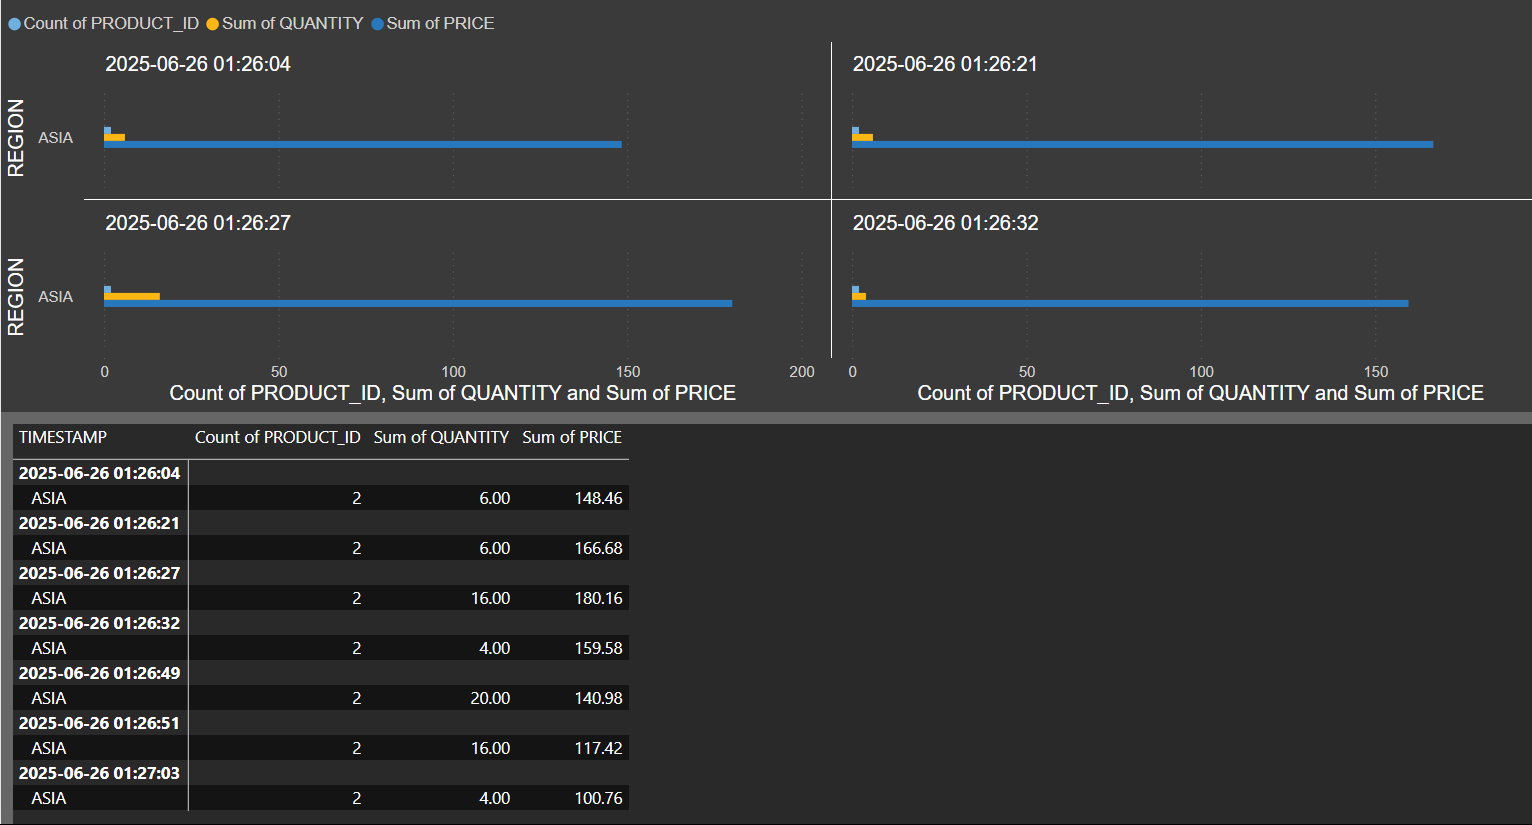 Count of PRODUCT_ID Sum of QUANTITY Sum of PRICE
2025-06-26 01:26:04
2025-06-26 01:26:21
REGION
ASIA
2025-06-26 01:26:27
2025-06-26 01:26:32
REGION
ASIA
0 50 100 150 200
0 50 100 150
Count of PRODUCT_ID, Sum of QUANTITY and Sum of PRICE
Count of PRODUCT_ID, Sum of QUANTITY and Sum of PRICE
TIMESTAMP Count of PRODUCT_ID Sum of QUANTITY Sum of PRICE
2025-06-26 01:26:04
ASIA 2 6.00 148.46
2025-06-26 01:26:21
ASIA 2 6.00 166.68
2025-06-26 01:26:27
ASIA 2 16.00 180.16
2025-06-26 01:26:32
ASIA 2 4.00 159.58
2025-06-26 01:26:49
ASIA 2 20.00 140.98
2025-06-26 01:26:51
ASIA 2 16.00 117.42
2025-06-26 01:27:03
ASIA 2 4.00 100.76